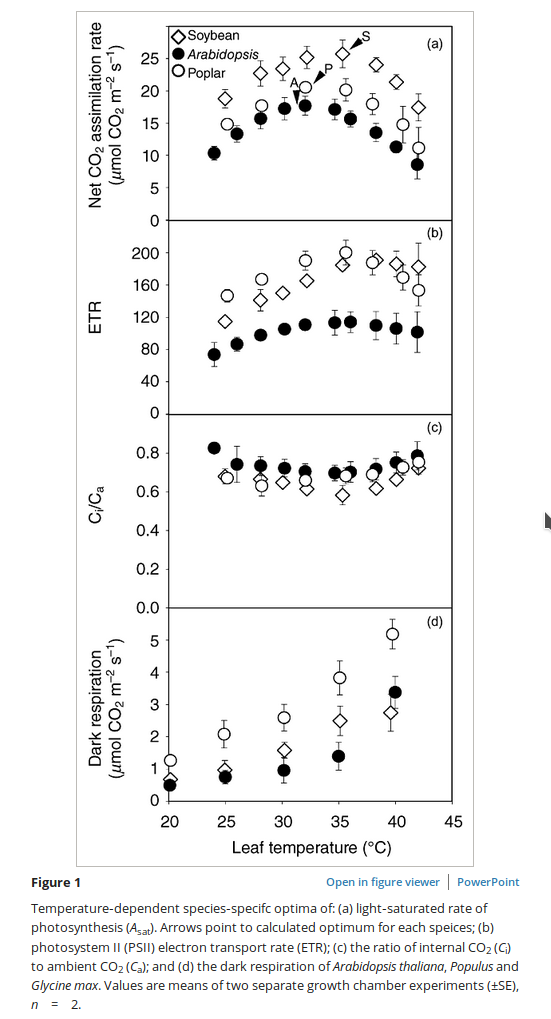 Soybean
Arabidopsis
Poplar
(a)
S
P
A
Net CO₂ assimilation rate
(μmol CO₂ m⁻² s⁻¹)
25
20
15
10
5
0
(b)
ETR
200
160
120
80
40
0
(c)
Cᵢ/Cₐ
0.8
0.6
0.4
0.2
0.0
(d)
Dark respiration
(μmol CO₂ m⁻² s⁻¹)
5
4
3
2
1
0
20 25 30 35 40 45
Leaf temperature (°C)
Figure 1 Open in figure viewer | PowerPoint
Temperature-dependent species-specifc optima of: (a) light-saturated rate of
photosynthesis (Aₛₐₜ). Arrows point to calculated optimum for each speices; (b)
photosystem II (PSII) electron transport rate (ETR); (c) the ratio of internal CO₂ (Cᵢ)
to ambient CO₂ (Cₐ); and (d) the dark respiration of Arabidopsis thaliana, Populus and
Glycine max. Values are means of two separate growth chamber experiments (±SE),
n = 2.